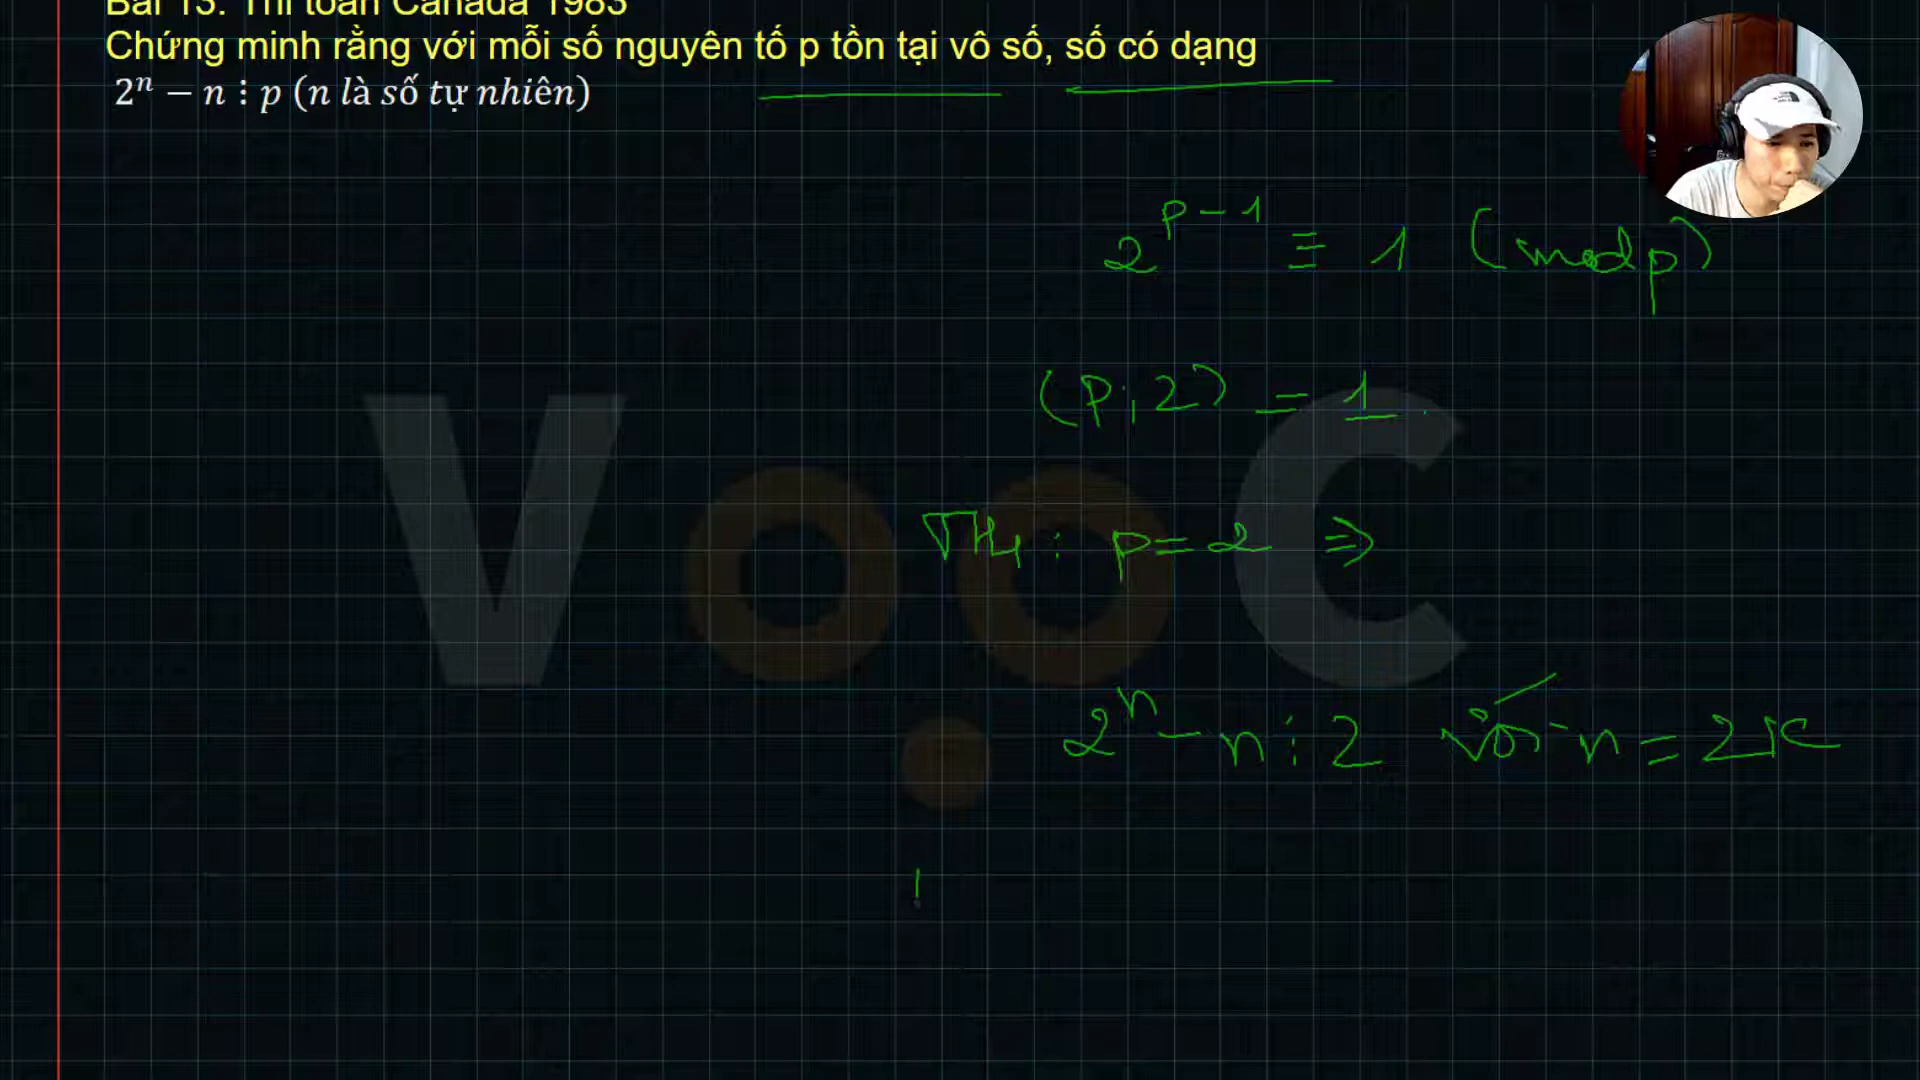 Bài 13. Thi toán Canada 1983
Chứng minh rằng với mỗi số nguyên tố p tồn tại vô số, số có dạng
2ⁿ − n ⋮ p (n là số tự nhiên)
2^{p−1} ≡ 1 (mod p)
(p; 2) = 1
TH₁: p = 2 ⇒
2ⁿ − n ⋮ 2 với n = 2k
VOOC